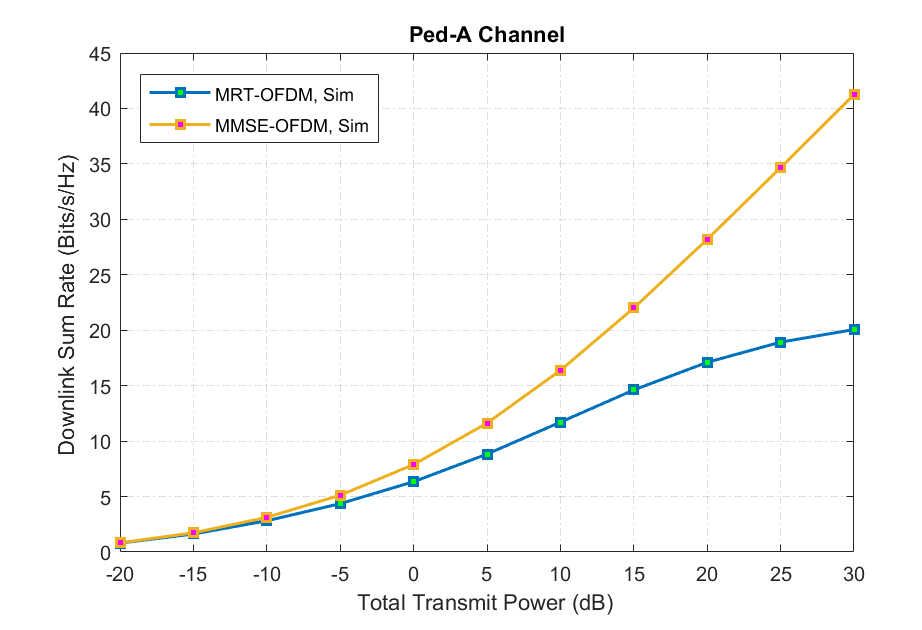 Ped-A Channel
MRT-OFDM, Sim
MMSE-OFDM, Sim
Downlink Sum Rate (Bits/s/Hz)
45
40
35
30
25
20
15
10
5
0
-20 -15 -10 -5 0 5 10 15 20 25 30
Total Transmit Power (dB)